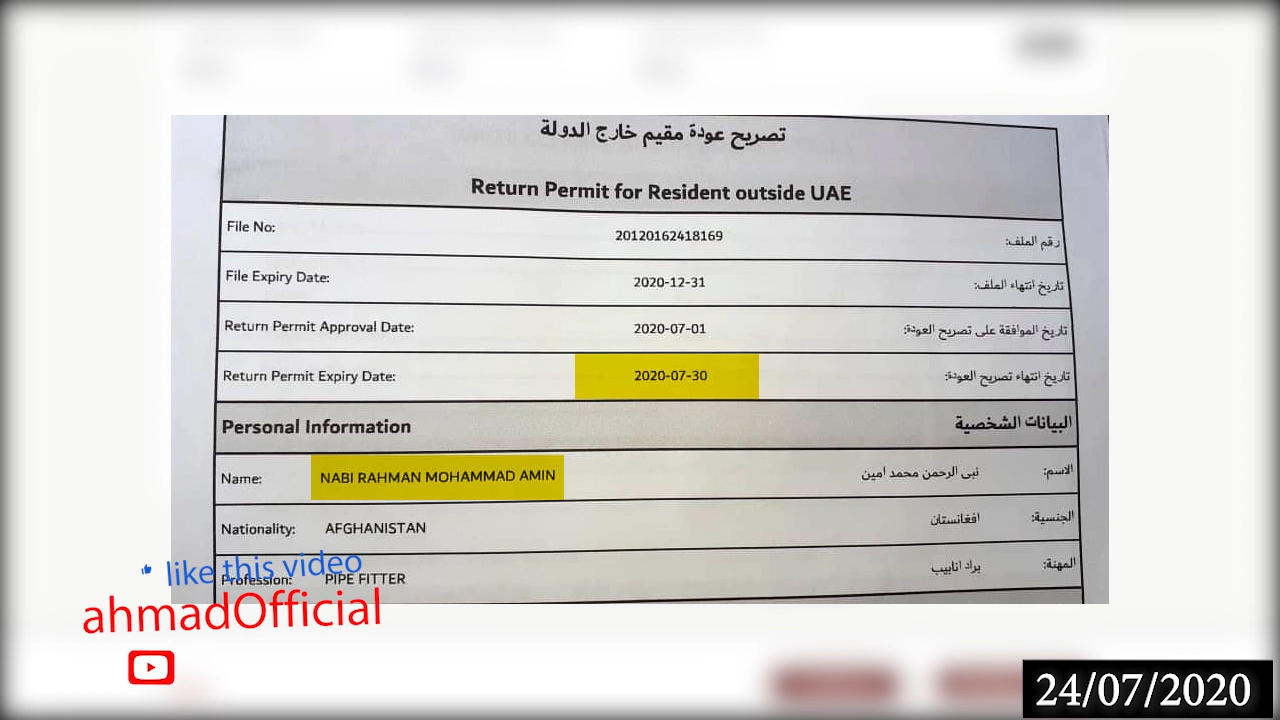 تصريح عودة مقيم خارج الدولة
Return Permit for Resident outside UAE
File No: 20120162418169 رقم الملف:
File Expiry Date: 2020-12-31 تاريخ انتهاء الملف:
Return Permit Approval Date: 2020-07-01 تاريخ الموافقة على تصريح العودة:
Return Permit Expiry Date: 2020-07-30 تاريخ انتهاء تصريح العودة:
Personal Information البيانات الشخصية
Name: NABI RAHMAN MOHAMMAD AMIN نبى الرحمن محمد امين الاسم:
Nationality: AFGHANISTAN افغانستان الجنسية:
Profession: PIPE FITTER براد انابيب المهنة:
like this video
ahmadOfficial
24/07/2020